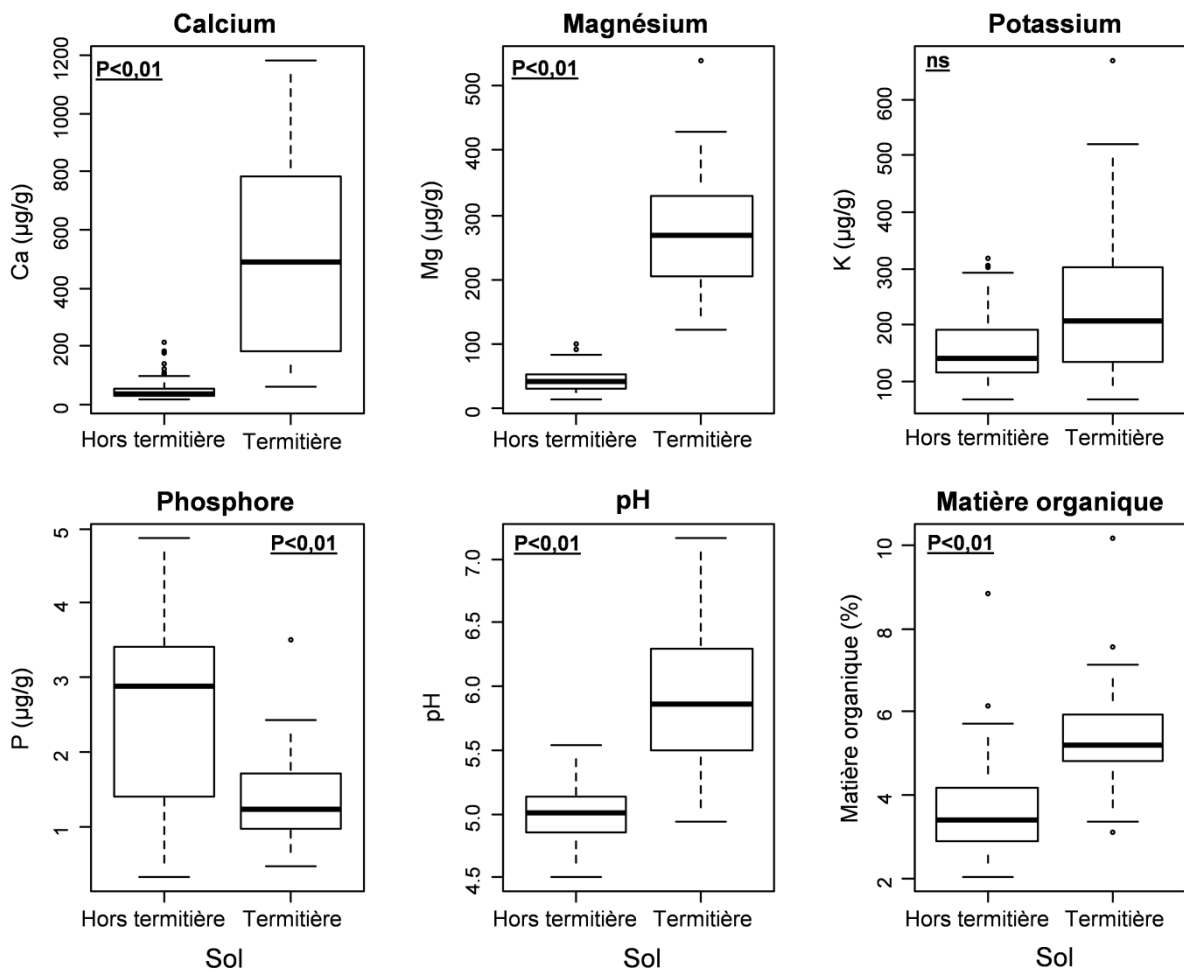 Calcium
P<0,01
Ca (µg/g)
1200
1000
800
600
400
200
0
Hors termitière
Termitière
Magnésium
P<0,01
Mg (µg/g)
500
400
300
200
100
0
Hors termitière
Termitière
Potassium
ns
K (µg/g)
600
500
400
300
200
100
Hors termitière
Termitière
Phosphore
P<0,01
P (µg/g)
5
4
3
2
1
Hors termitière
Termitière
Sol
pH
P<0,01
pH
7.0
6.5
6.0
5.5
5.0
4.5
Hors termitière
Termitière
Matière organique
P<0,01
Matière organique (%)
10
8
6
4
2
Hors termitière
Termitière
Sol